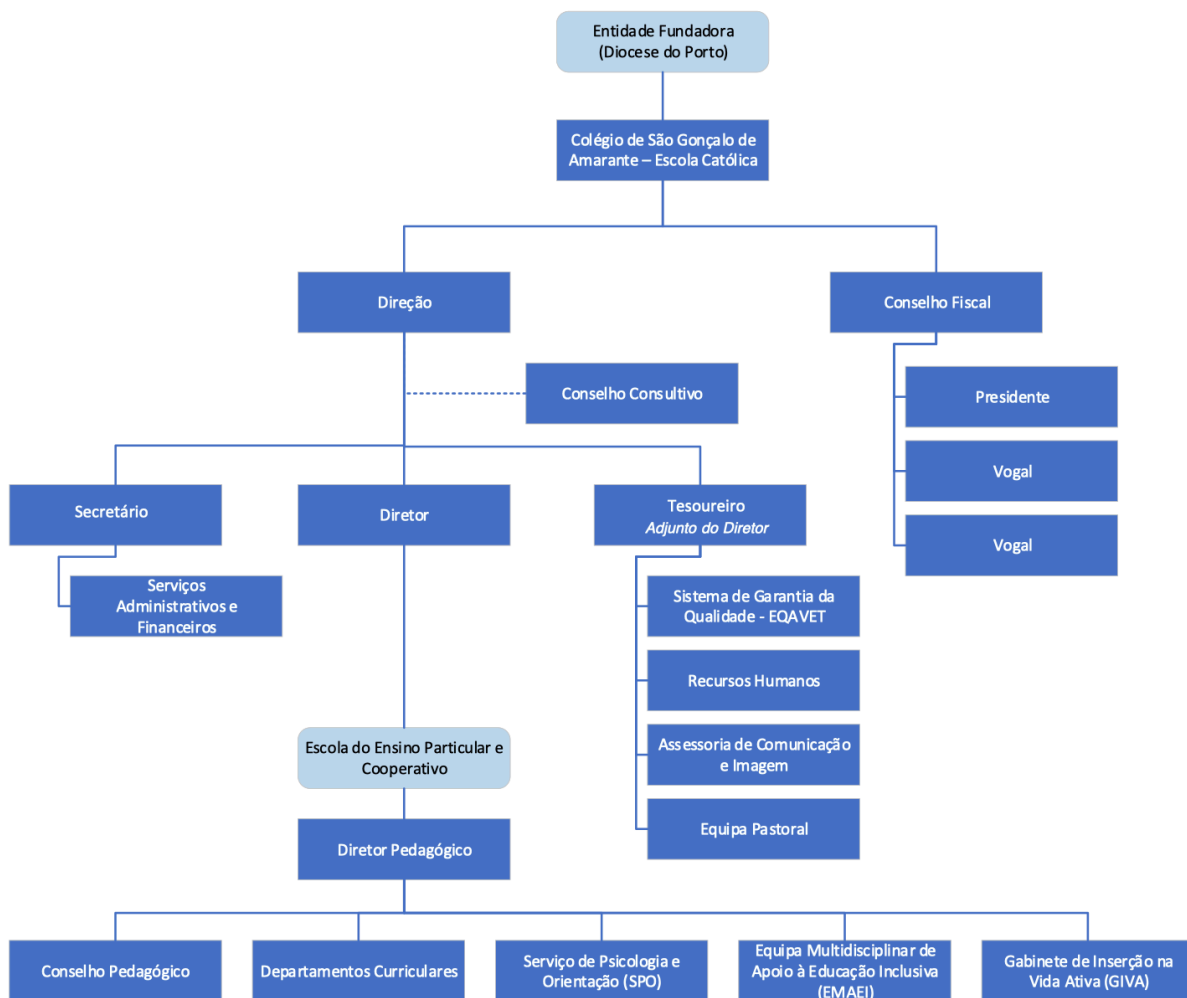 Entidade Fundadora
(Diocese do Porto)
Colégio de São Gonçalo de
Amarante – Escola Católica
Direção
Conselho Fiscal
Conselho Consultivo
Presidente
Vogal
Vogal
Secretário
Diretor
Tesoureiro
Adjunto do Diretor
Serviços
Administrativos e
Financeiros
Sistema de Garantia da
Qualidade - EQAVET
Recursos Humanos
Assessoria de Comunicação
e Imagem
Equipa Pastoral
Escola do Ensino Particular e
Cooperativo
Diretor Pedagógico
Conselho Pedagógico
Departamentos Curriculares
Serviço de Psicologia e
Orientação (SPO)
Equipa Multidisciplinar de
Apoio à Educação Inclusiva
(EMAEI)
Gabinete de Inserção na
Vida Ativa (GIVA)